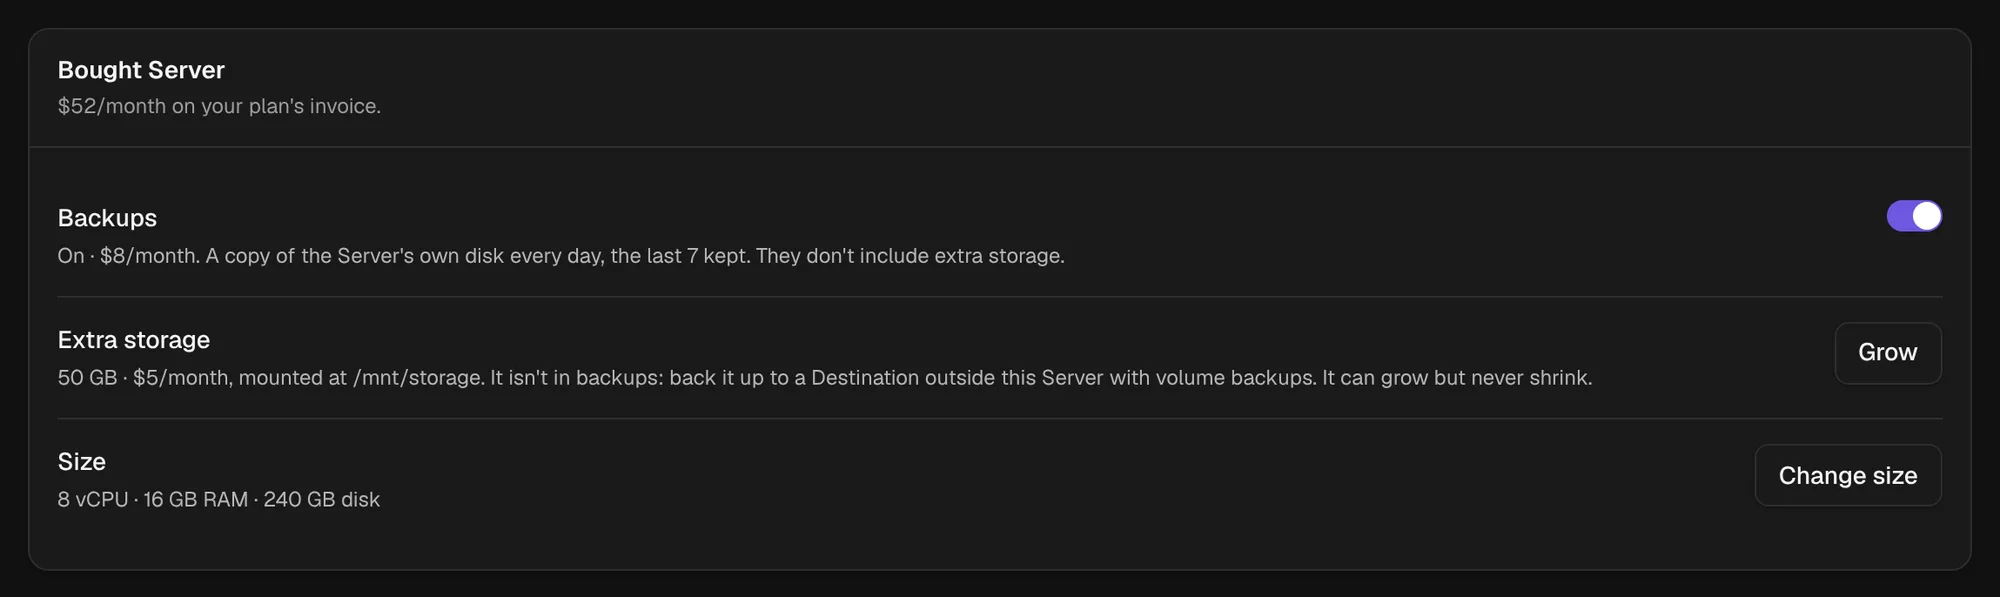 Bought Server
$52/month on your plan's invoice.
Backups
On · $8/month. A copy of the Server's own disk every day, the last 7 kept. They don't include extra storage.
Extra storage
50 GB · $5/month, mounted at /mnt/storage. It isn't in backups: back it up to a Destination outside this Server with volume backups. It can grow but never shrink.
Grow
Size
8 vCPU · 16 GB RAM · 240 GB disk
Change size